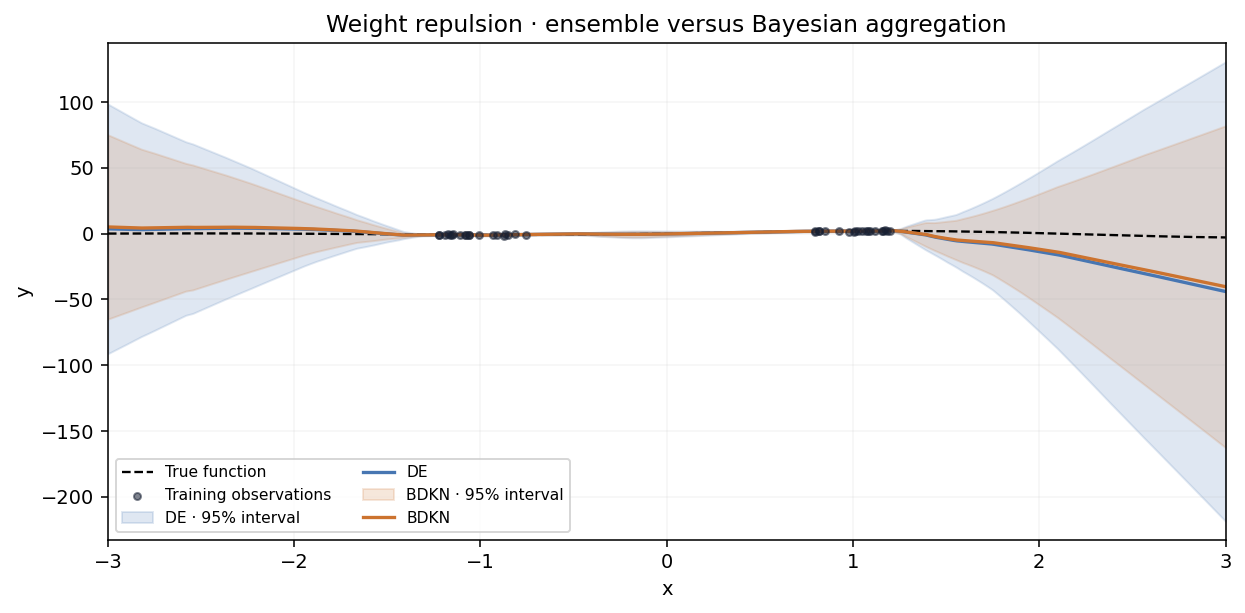 Weight repulsion · ensemble versus Bayesian aggregation
100
50
0
−50
−100
−150
−200
y
True function
Training observations
DE · 95% interval
DE
BDKN · 95% interval
BDKN
−3 −2 −1 0 1 2 3
x